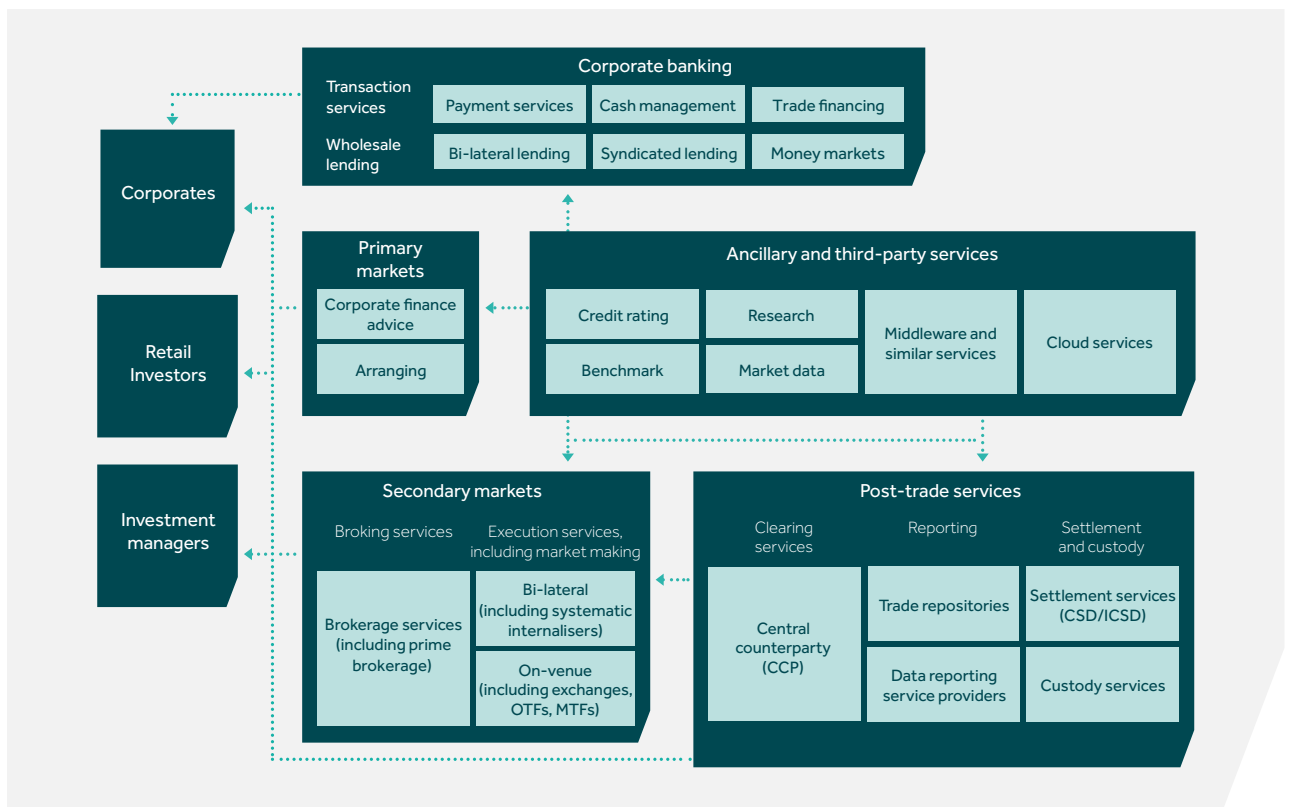 Corporate banking
Transaction
services
Payment services
Cash management
Trade financing
Wholesale
lending
Bi-lateral lending
Syndicated lending
Money markets
Corporates
Retail
Investors
Investment
managers
Primary
markets
Corporate finance
advice
Arranging
Ancillary and third-party services
Credit rating
Research
Benchmark
Market data
Middleware and
similar services
Cloud services
Secondary markets
Broking services
Execution services,
including market making
Brokerage services
(including prime
brokerage)
Bi-lateral
(including systematic
internalisers)
On-venue
(including exchanges,
OTFs, MTFs)
Post-trade services
Clearing
services
Reporting
Settlement
and custody
Central
counterparty
(CCP)
Trade repositories
Data reporting
service providers
Settlement services
(CSD/ICSD)
Custody services